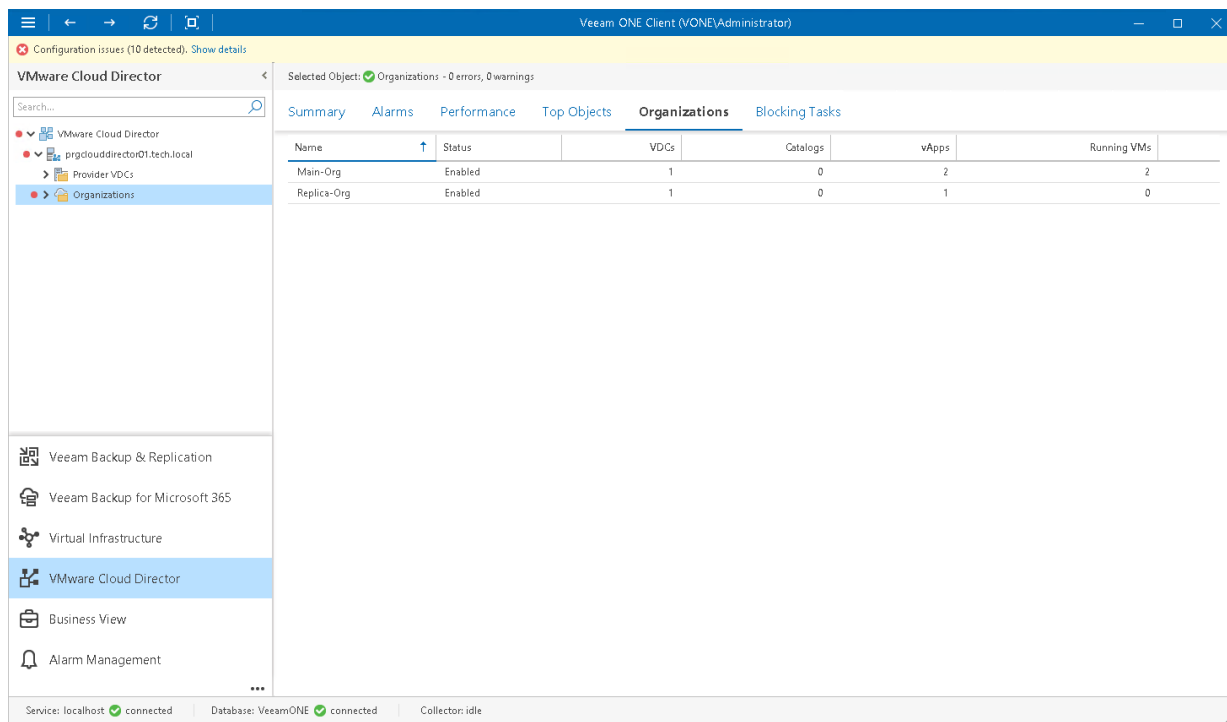 Veeam ONE Client (VONE\Administrator)
Configuration issues (10 detected). Show details
VMware Cloud Director
Search...
VMware Cloud Director
prgclouddirector01.tech.local
Provider VDCs
Organizations
Veeam Backup & Replication
Veeam Backup for Microsoft 365
Virtual Infrastructure
VMware Cloud Director
Business View
Alarm Management
Selected Object: Organizations - 0 errors, 0 warnings
Summary Alarms Performance Top Objects Organizations Blocking Tasks
Name Status VDCs Catalogs vApps Running VMs
Main-Org Enabled 1 0 2 2
Replica-Org Enabled 1 0 1 0
Service: localhost connected Database: VeeamONE connected Collector: idle